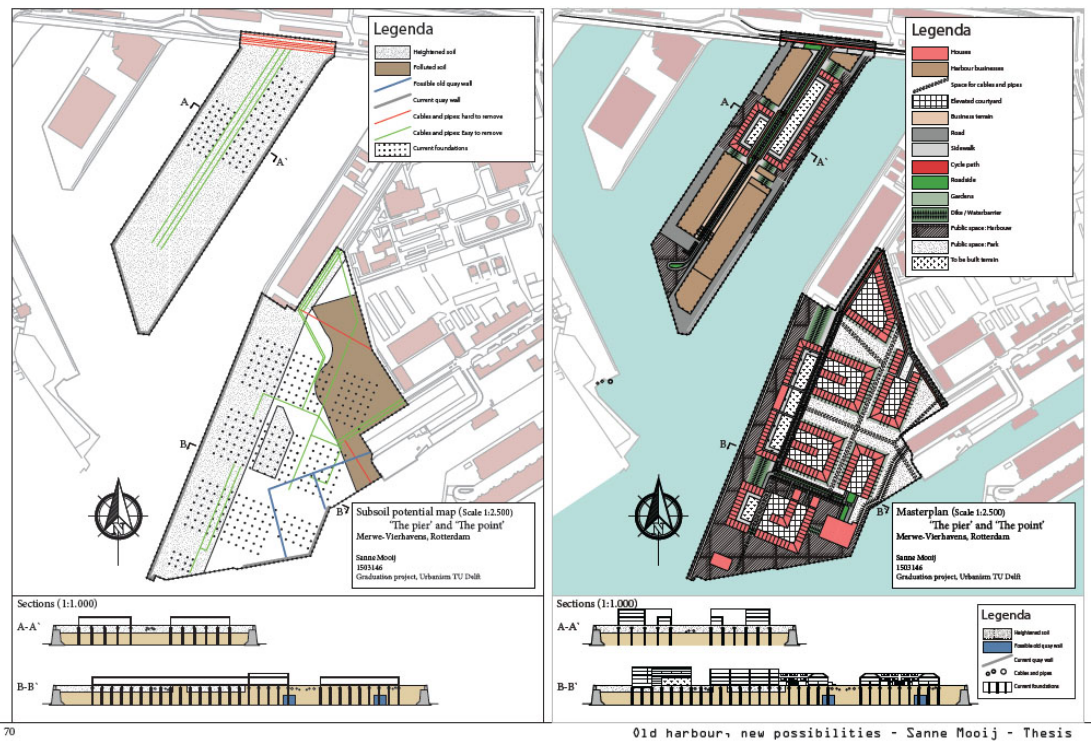 Legenda
Heightened soil
Polluted soil
Possible old quay wall
Current quay wall
Cables and pipes: hard to remove
Cables and pipes: Easy to remove
Current foundations
A
A`
B
B`
N
Subsoil potential map (Scale 1:2.500)
'The pier' and 'The point'
Merwe-Vierhavens, Rotterdam
Sanne Mooij
1503146
Graduation project, Urbanism TU Delft
Sections (1:1.000)
A-A`
B-B`
Legenda
Houses
Harbour businesses
Space for cables and pipes
Elevated courtyard
Business terrain
Road
Sidewalk
Cycle path
Roadside
Gardens
Dike / Waterbarrier
Public space: Harbouw
Public space: Park
To be built terrain
A
A`
B
B`
N
Masterplan (Scale 1:2.500)
'The pier' and 'The point'
Merwe-Vierhavens, Rotterdam
Sanne Mooij
1503146
Graduation project, Urbanism TU Delft
Sections (1:1.000)
A-A`
B-B`
Legenda
Heightened soil
Possible old quay wall
Current quay wall
Cables and pipes
Current foundations
70
Old harbour, new possibilities - Sanne Mooij - Thesis